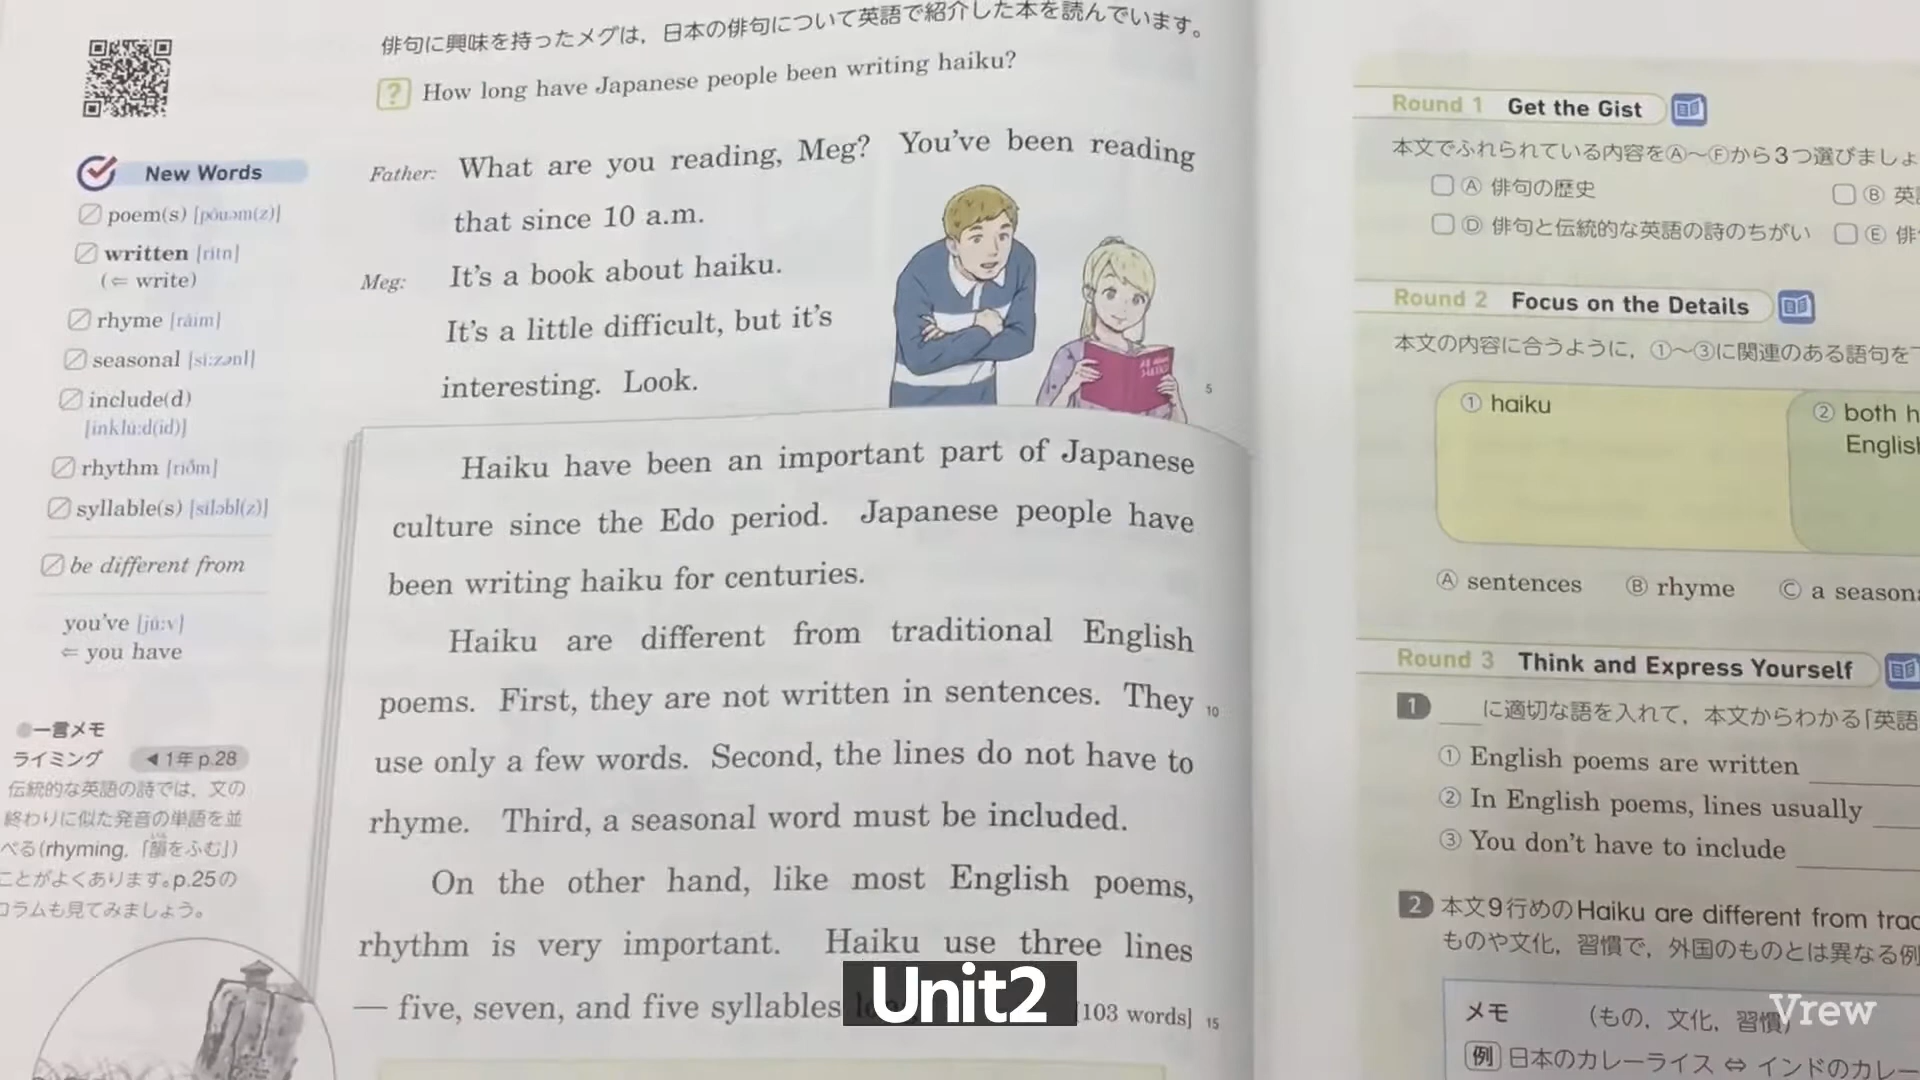 俳句に興味を持ったメグは，日本の俳句について英語で紹介した本を読んでいます。
? How long have Japanese people been writing haiku?
Father: What are you reading, Meg? You've been reading
that since 10 a.m.
Meg: It's a book about haiku.
It's a little difficult, but it's
interesting. Look.
5
Haiku have been an important part of Japanese
culture since the Edo period. Japanese people have
been writing haiku for centuries.
Haiku are different from traditional English
poems. First, they are not written in sentences. They
10
use only a few words. Second, the lines do not have to
rhyme. Third, a seasonal word must be included.
On the other hand, like most English poems,
rhythm is very important. Haiku use three lines
— five, seven, and five syllables
[103 words]
15
New Words
poem(s) [póuəm(z)]
written [rítn]
(⇐ write)
rhyme [ráim]
seasonal [síːzənl]
include(d)
[inklúːd(id)]
rhythm [ríðm]
syllable(s) [síləbl(z)]
be different from
you've [júːv]
⇐ you have
一言メモ
ライミング ◀1年 p.28
伝統的な英語の詩では，文の
終わりに似た発音の単語を並
べる(rhyming,「韻をふむ」)
ことがよくあります。p.25の
コラムも見てみましょう。
Round 1 Get the Gist
本文でふれられている内容をⒶ〜Ⓕから3つ選びましょ
Ⓐ 俳句の歴史
Ⓑ 英
Ⓓ 俳句と伝統的な英語の詩のちがい
Ⓔ 俳
Round 2 Focus on the Details
本文の内容に合うように，①〜③に関連のある語句を
① haiku
② both h
English
Ⓐ sentences Ⓑ rhyme Ⓒ a season
Round 3 Think and Express Yourself
1 ___に適切な語を入れて，本文からわかる「英語
① English poems are written ___
② In English poems, lines usually ___
③ You don't have to include ___
2 本文9行めのHaiku are different from trad
ものや文化，習慣で，外国のものとは異なる例
メモ (もの，文化，習慣)
例 日本のカレーライス ⇔ インドのカレー
Unit2
Vrew